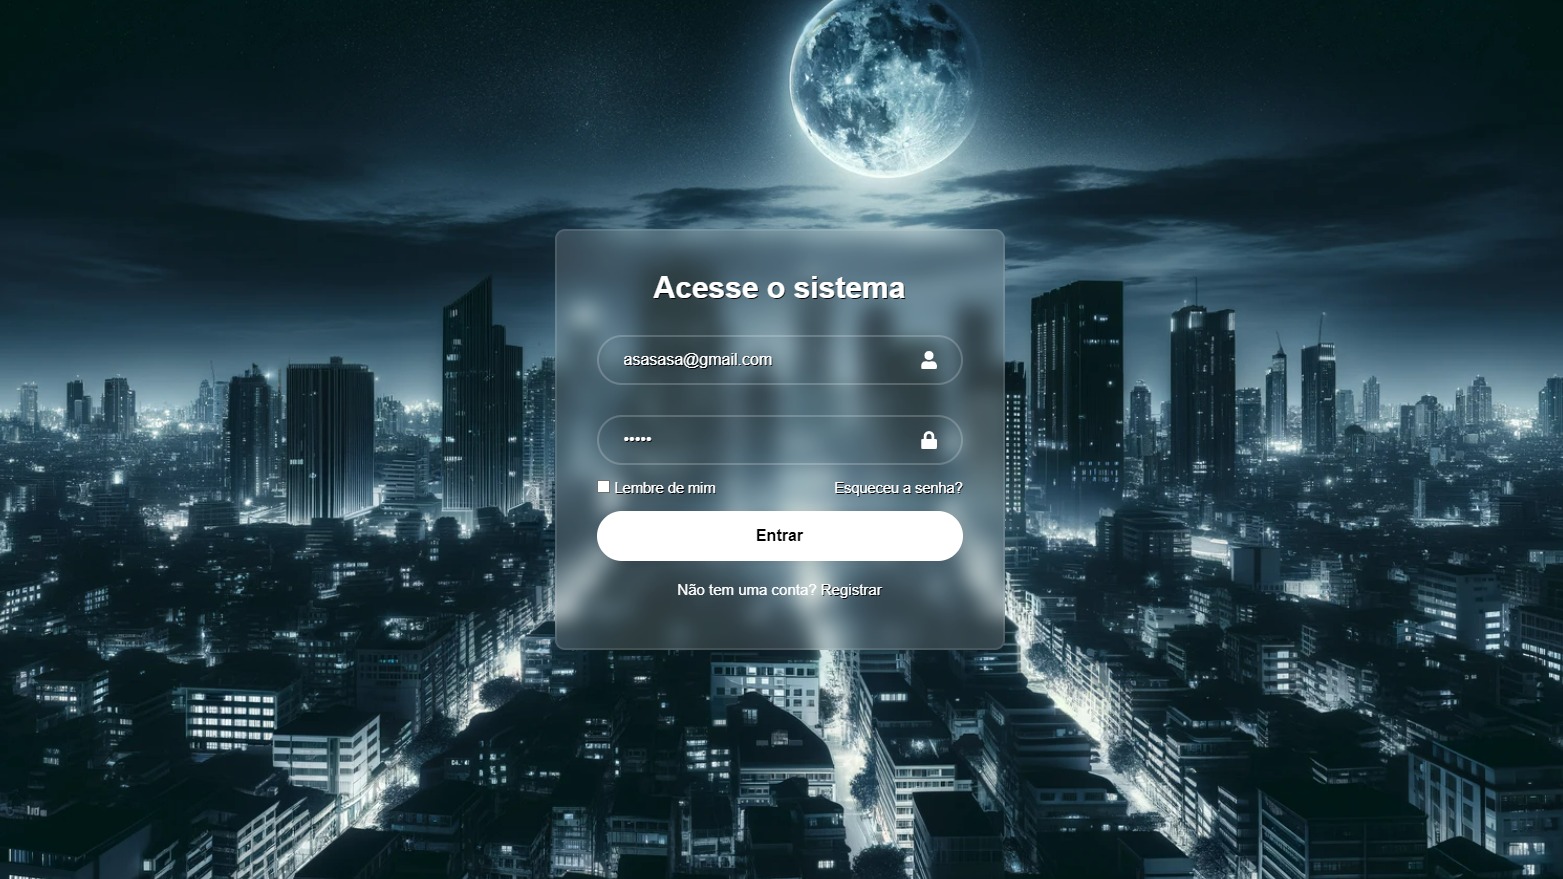 Acesse o sistema
asasasa@gmail.com
•••••
Lembre de mim
Esqueceu a senha?
Entrar
Não tem uma conta? Registrar